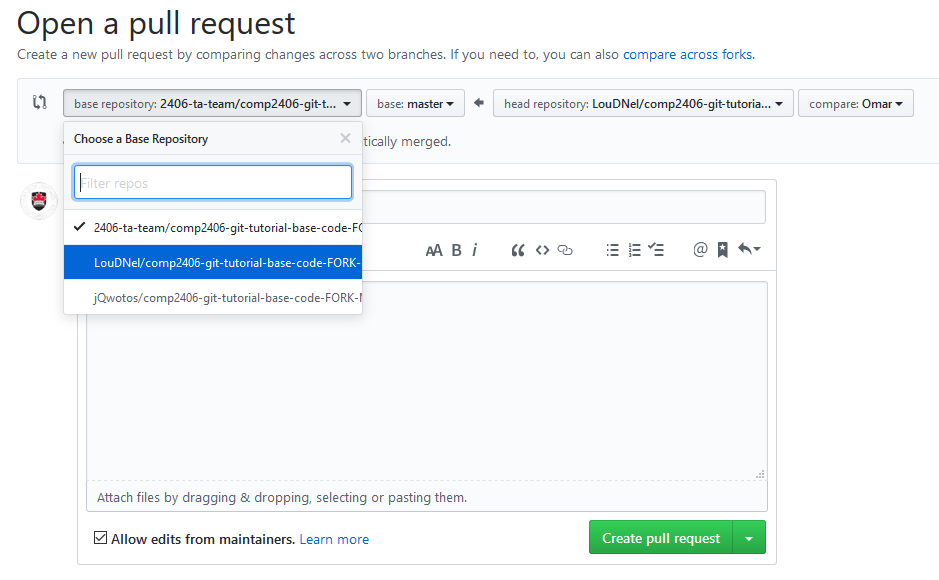 Open a pull request
Create a new pull request by comparing changes across two branches. If you need to, you can also compare across forks.
base repository: 2406-ta-team/comp2406-git-t... base: master head repository: LouDNel/comp2406-git-tutoria... compare: Omar
Choose a Base Repository
tically merged.
Filter repos
2406-ta-team/comp2406-git-tutorial-base-code-FO
LouDNel/comp2406-git-tutorial-base-code-FORK-
jQwotos/comp2406-git-tutorial-base-code-FORK-
AA B i @
Attach files by dragging & dropping, selecting or pasting them.
Allow edits from maintainers. Learn more
Create pull request